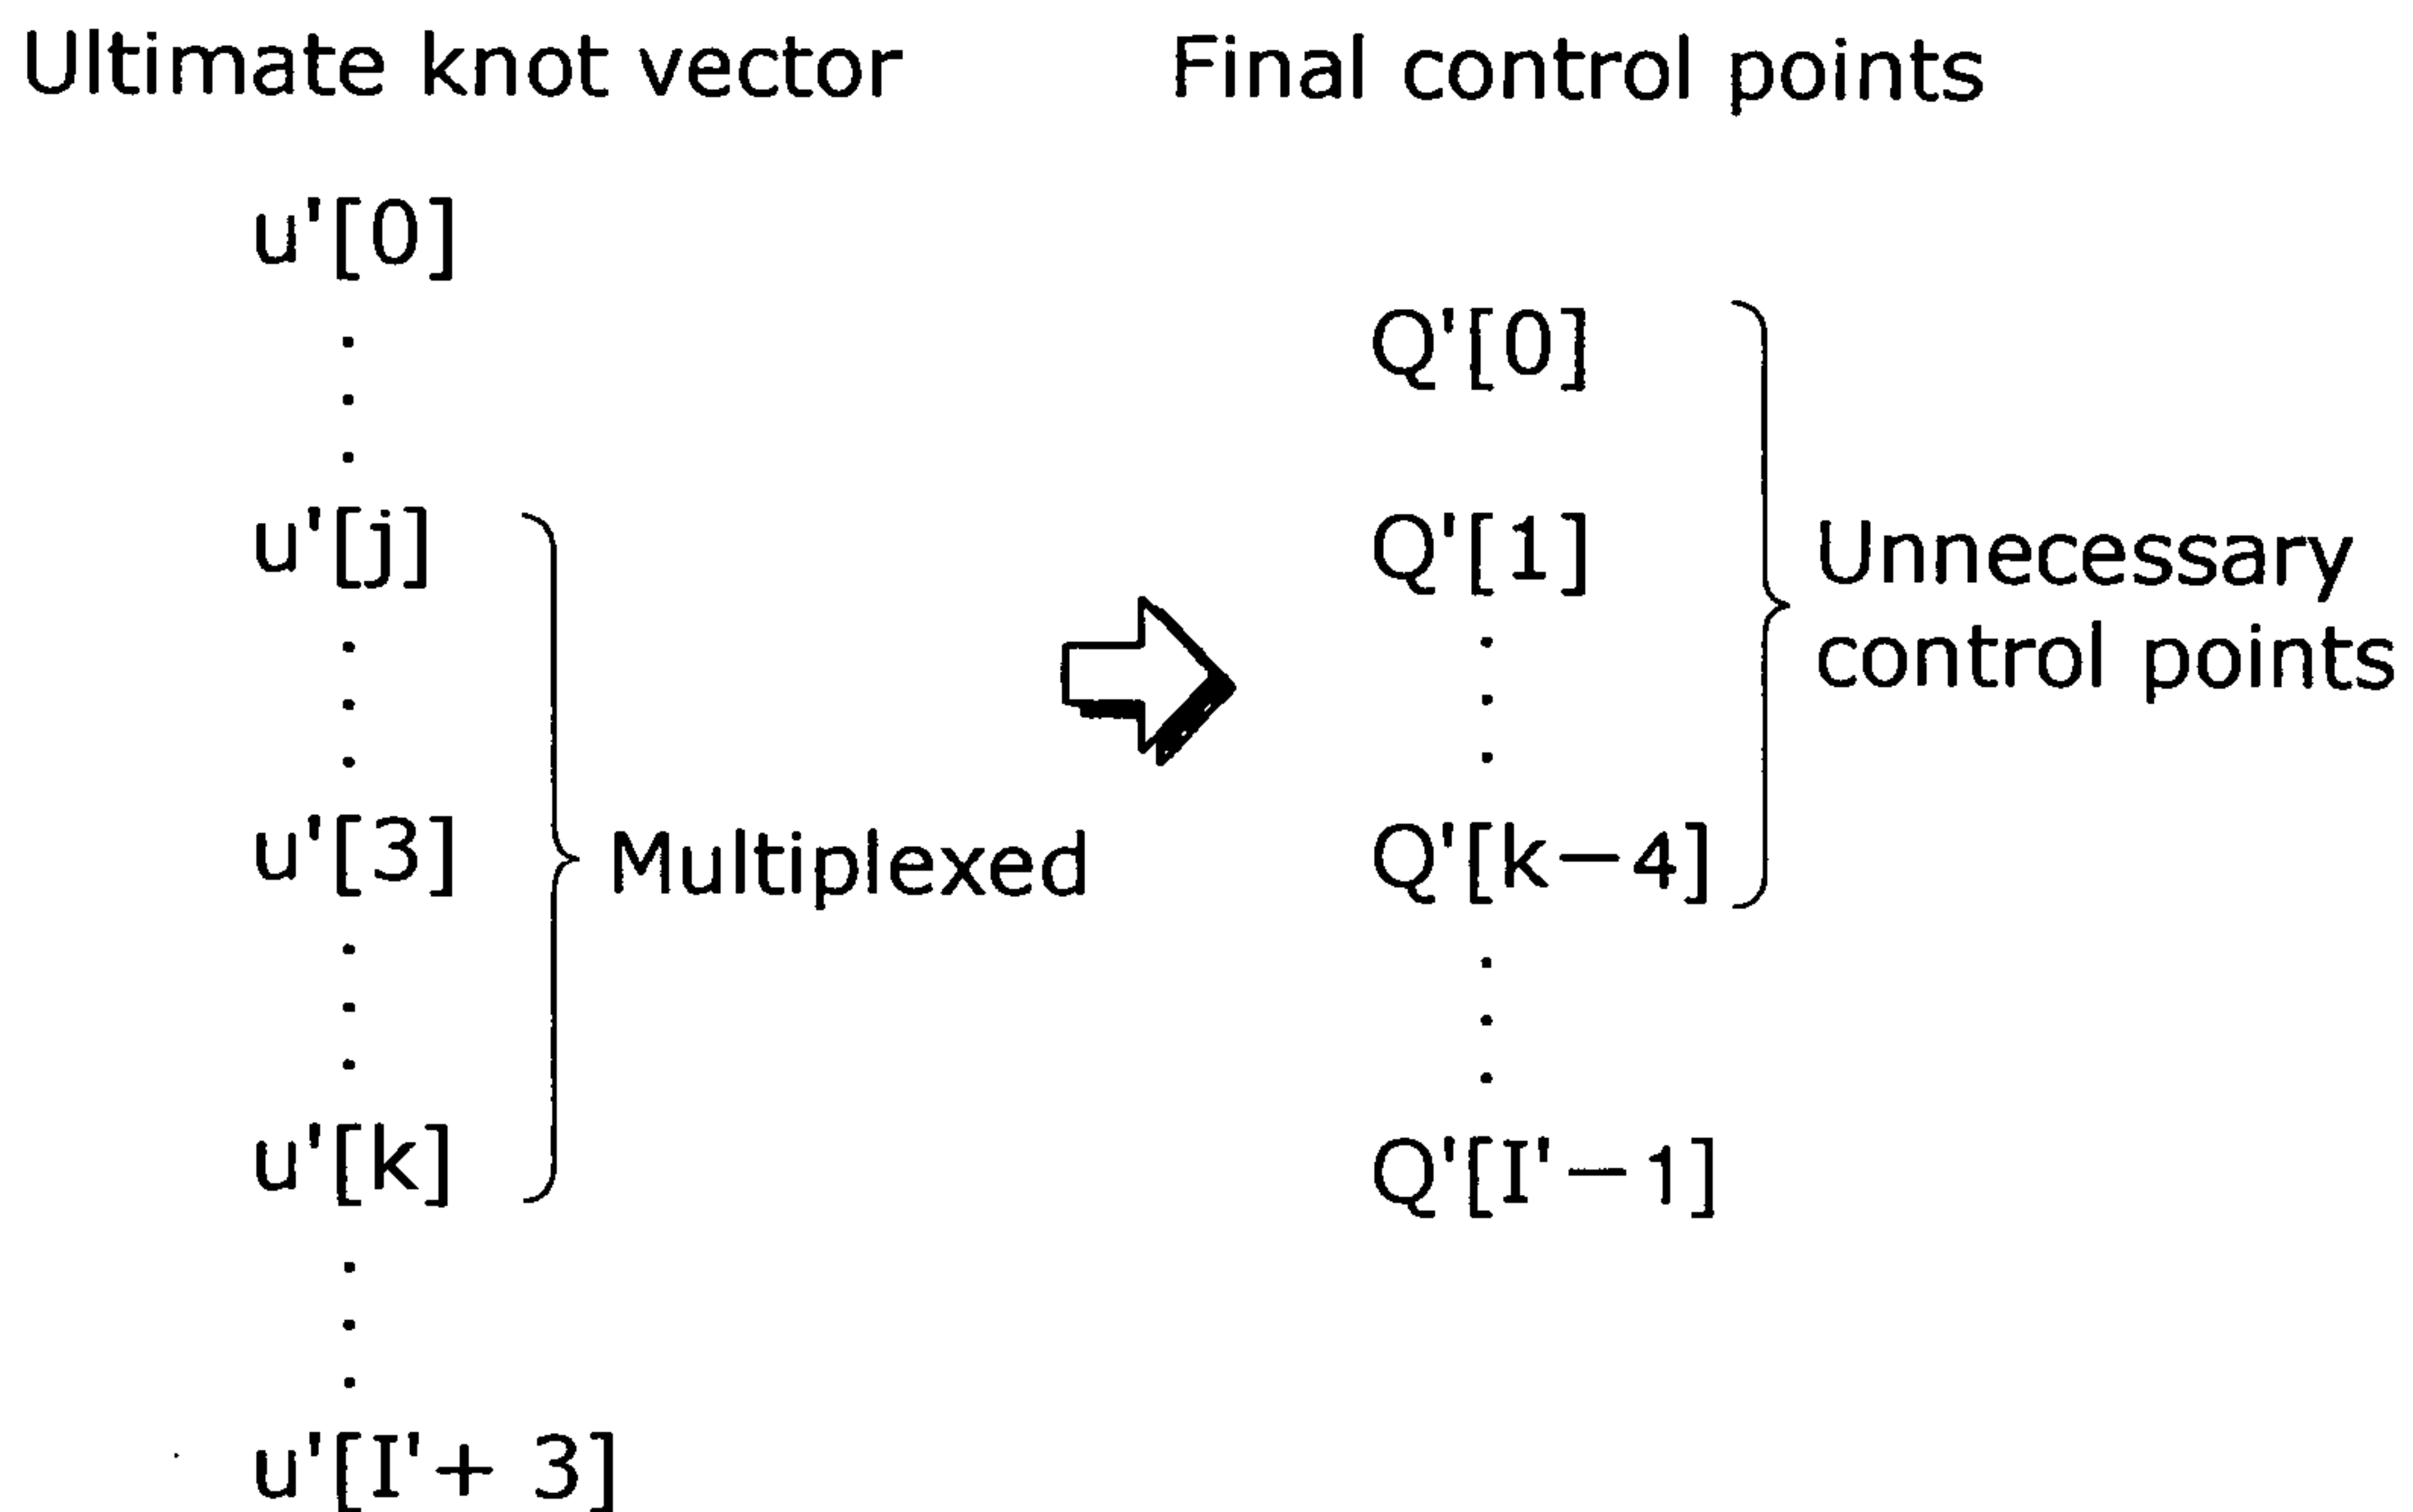 Ultimate knot vector
u'[0]
.
.
.
u'[j]
.
.
.
u'[3]
.
.
.
u'[k]
.
.
.
u'[I'+ 3]
Multiplexed
Final control points
Q'[0]
Q'[1]
.
.
.
Q'[k−4]
.
.
.
Q'[I'−1]
Unnecessary
control points